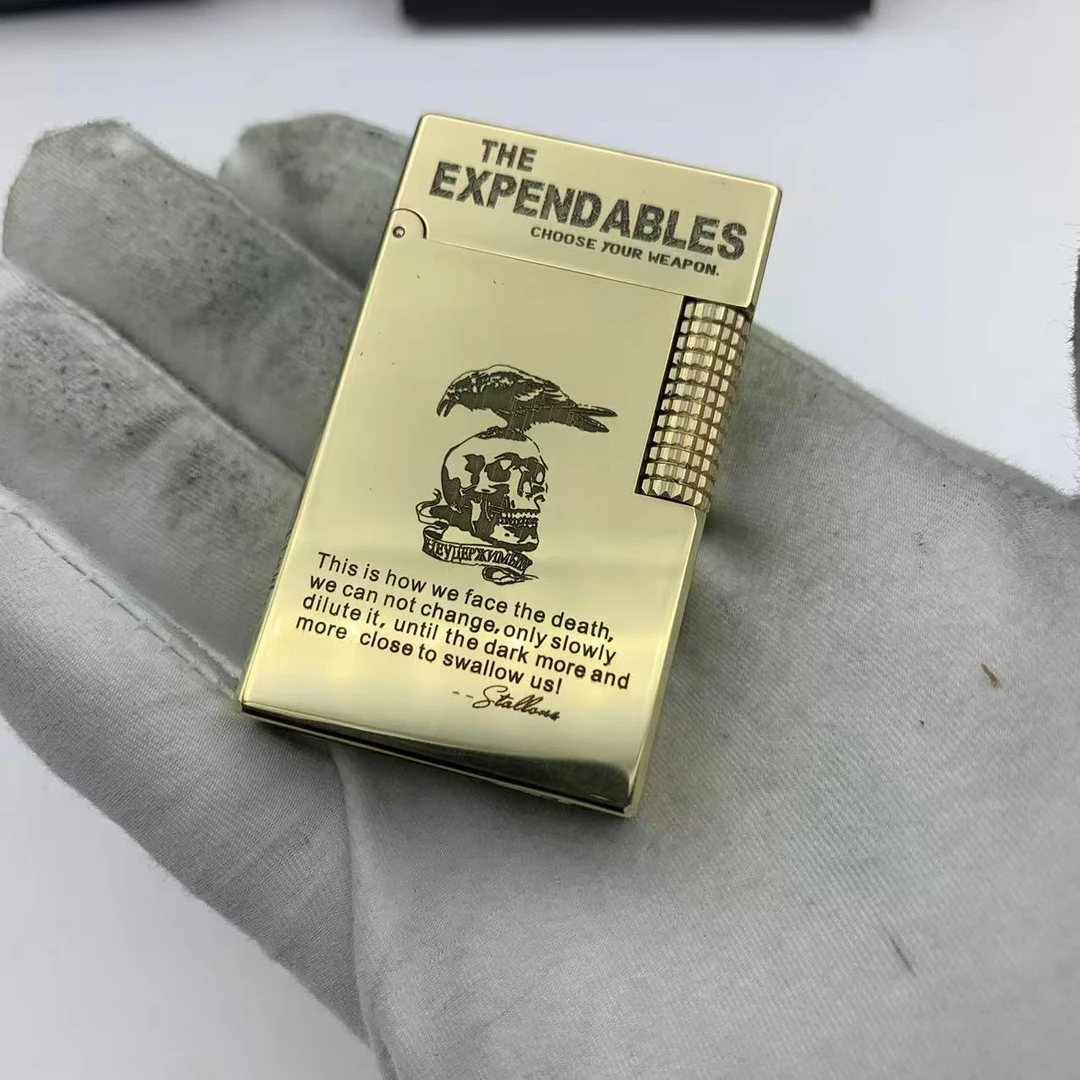 THE
EXPENDABLES
CHOOSE YOUR WEAPON.
НЕУДЕРЖИМЫЕ
This is how we face the death,
we can not change, only slowly
dilute it, until the dark more and
more close to swallow us!
--Stallone